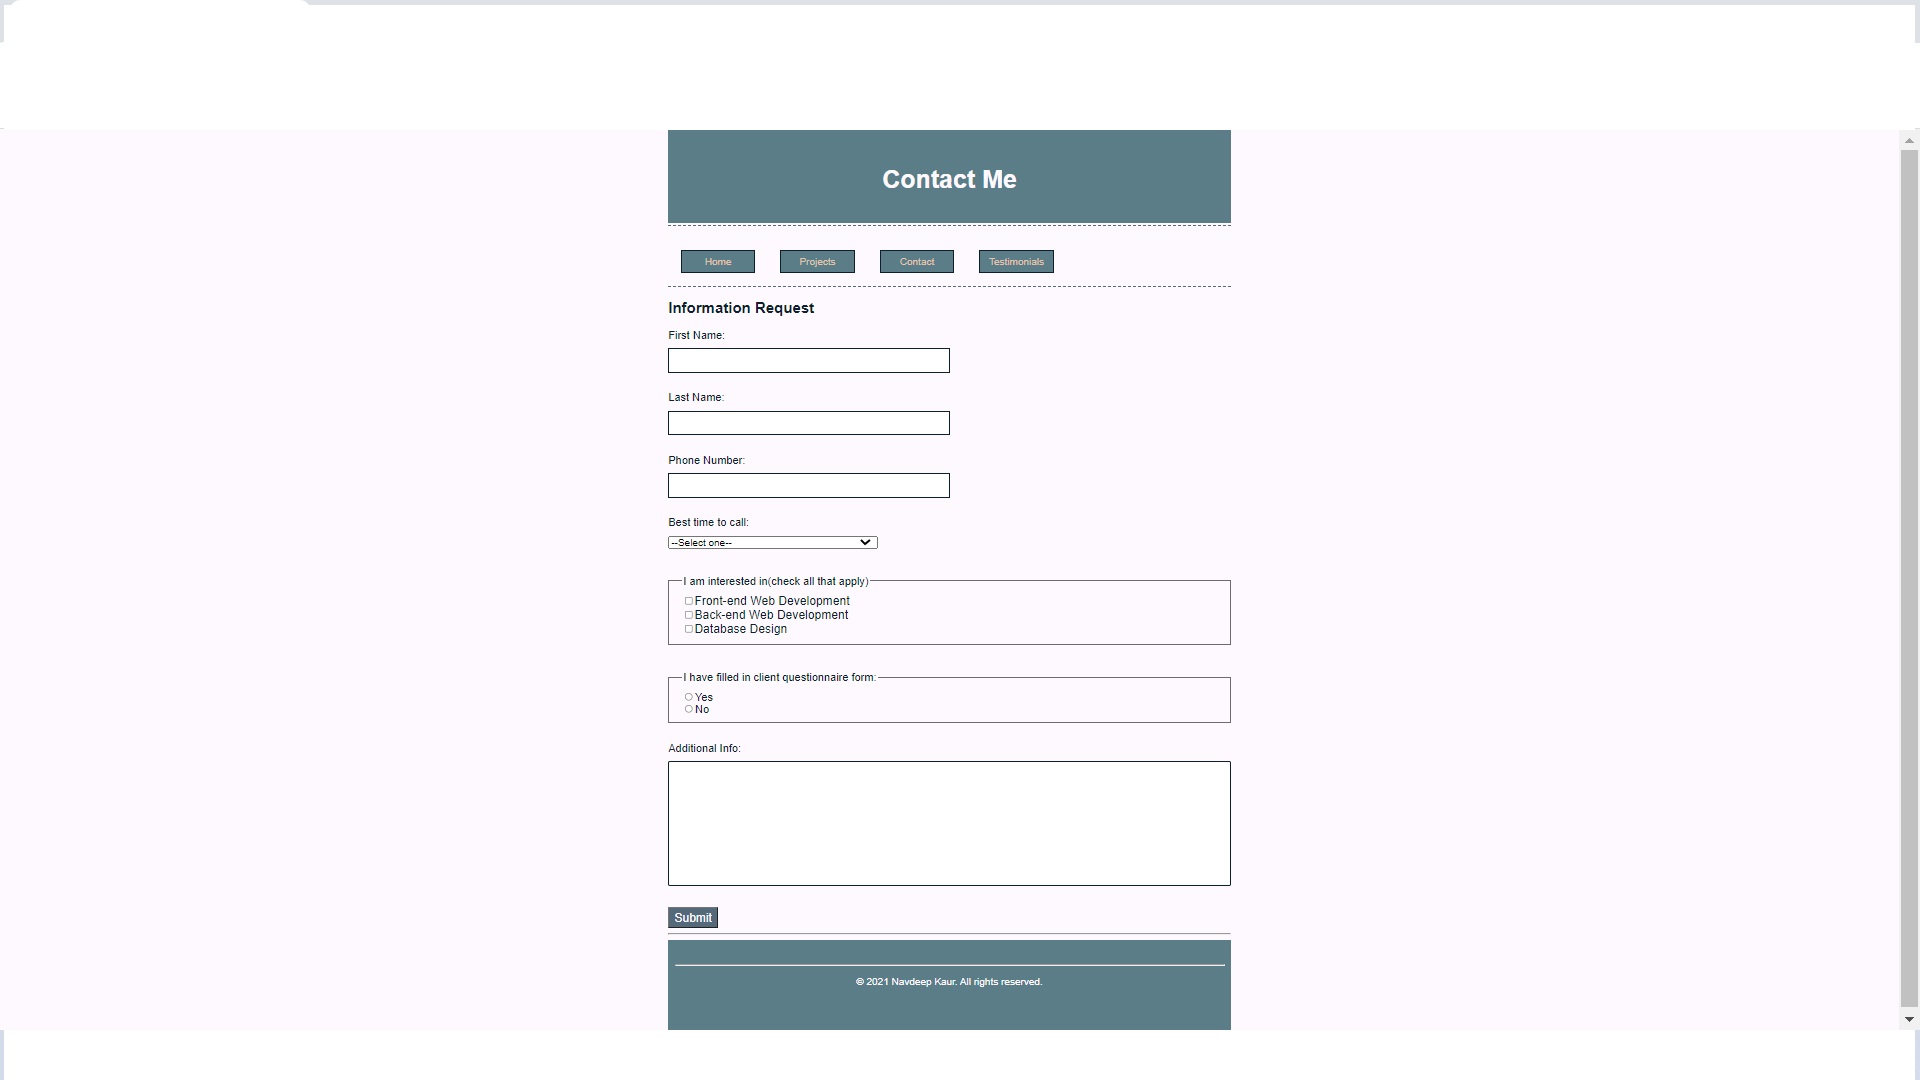 Contact Me
Home Projects Contact Testimonials
Information Request
First Name:
Last Name:
Phone Number:
Best time to call:
--Select one--
I am interested in(check all that apply)
Front-end Web Development
Back-end Web Development
Database Design
I have filled in client questionnaire form:
Yes
No
Additional Info:
Submit
© 2021 Navdeep Kaur. All rights reserved.